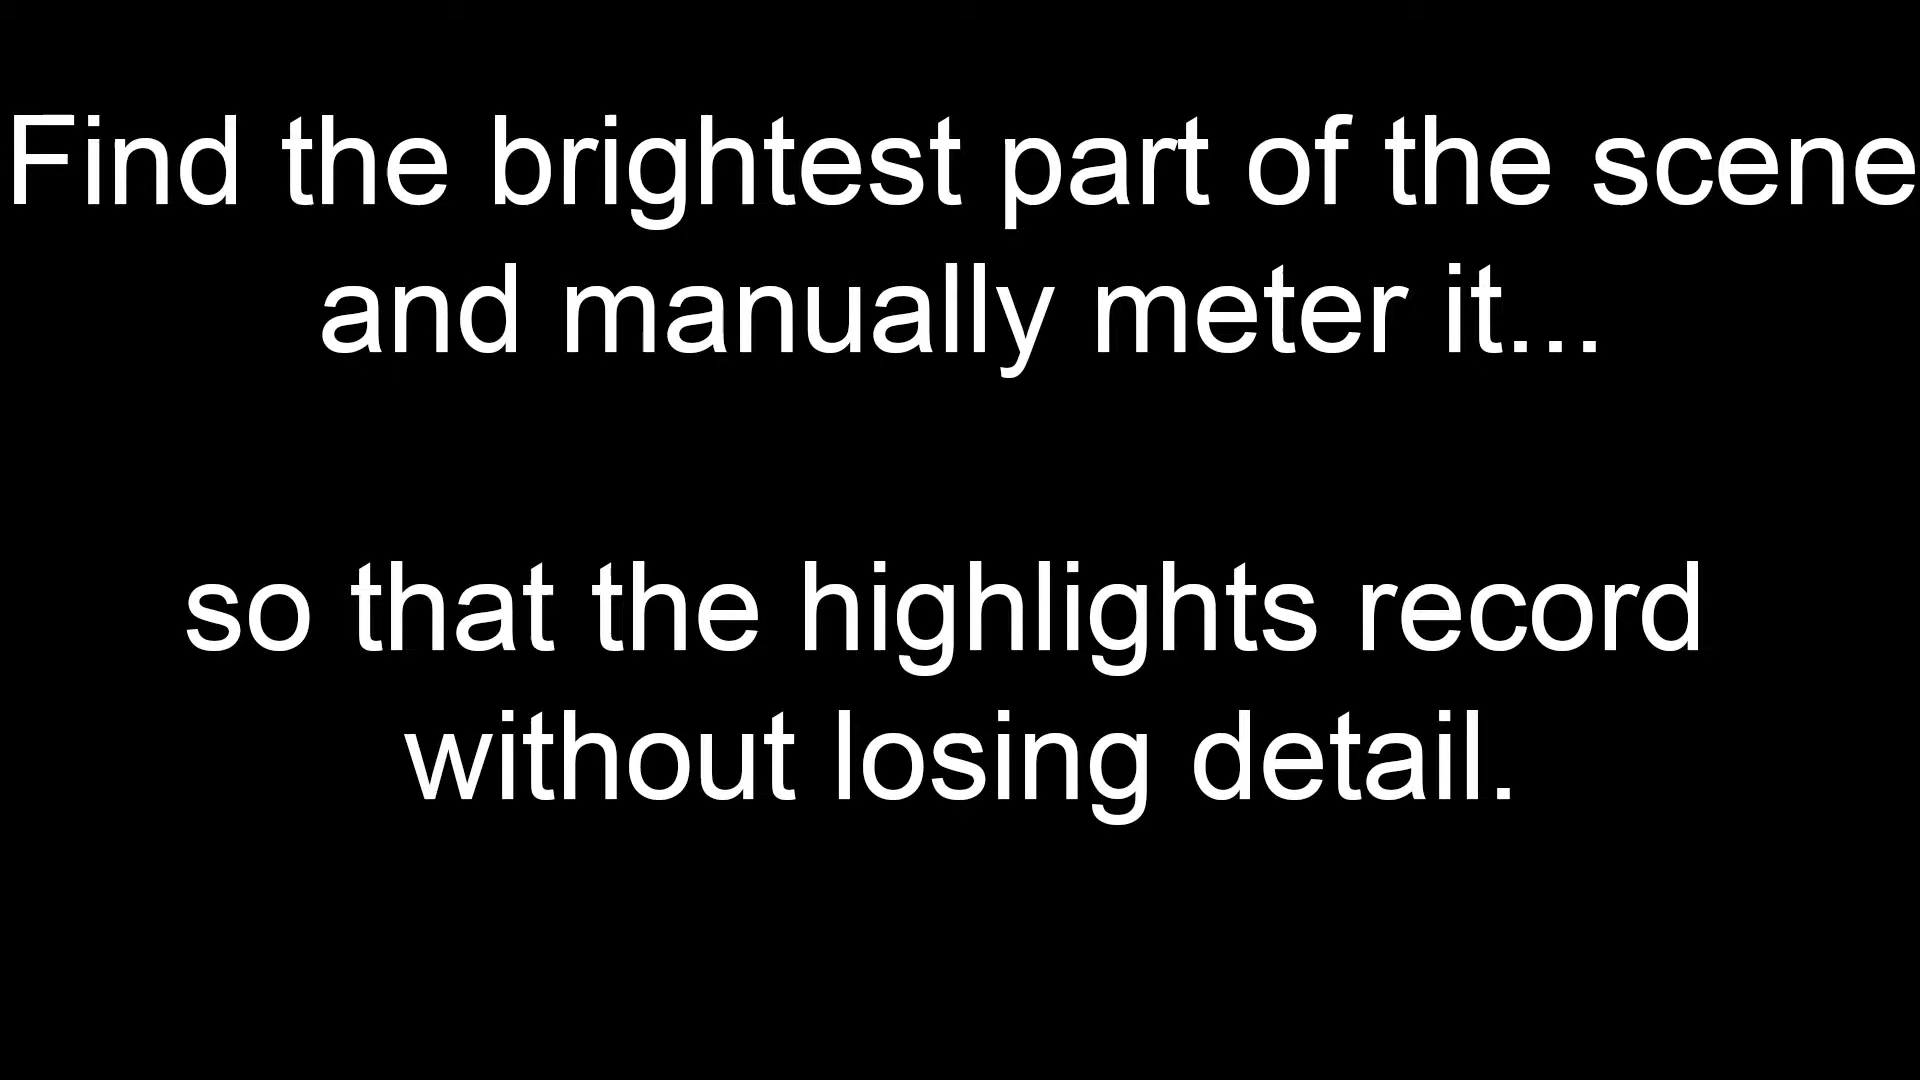 Find the brightest part of the scene
and manually meter it...
so that the highlights record
without losing detail.